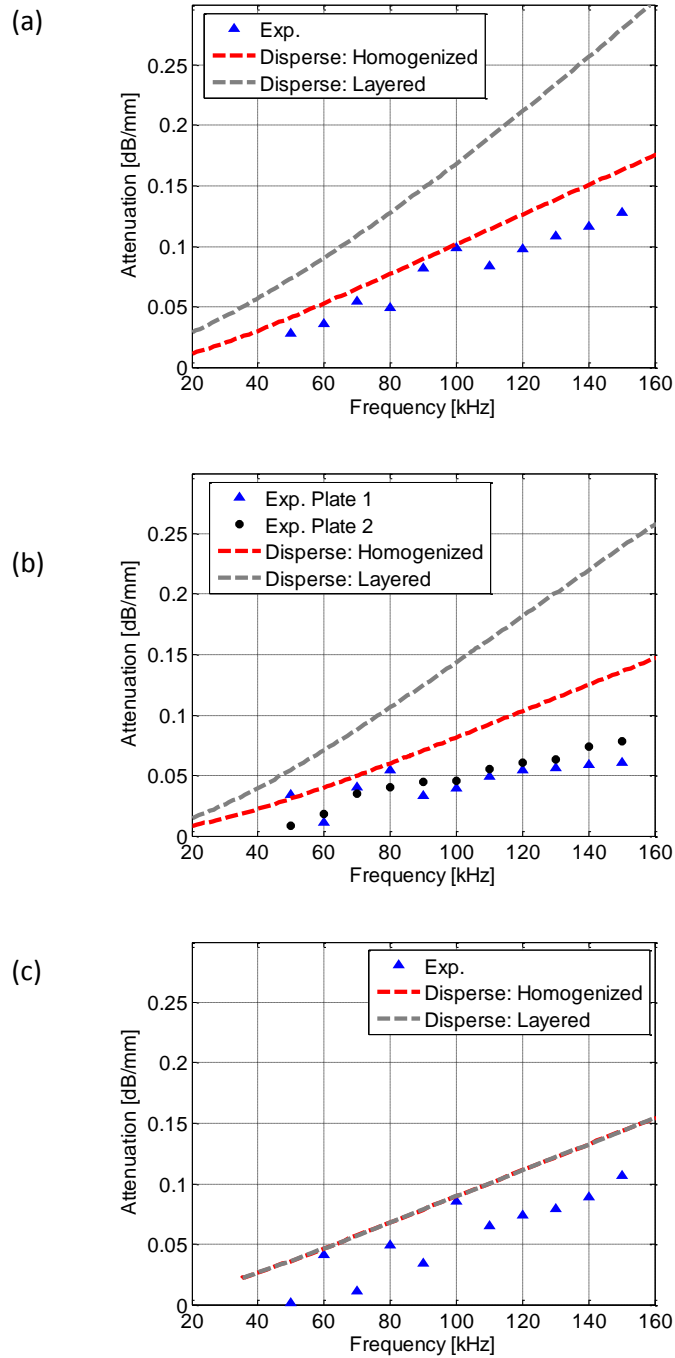 (a)
Exp.
Disperse: Homogenized
Disperse: Layered
Attenuation [dB/mm]
0.25
0.2
0.15
0.1
0.05
0
20 40 60 80 100 120 140 160
Frequency [kHz]
(b)
Exp. Plate 1
Exp. Plate 2
Disperse: Homogenized
Disperse: Layered
Attenuation [dB/mm]
0.25
0.2
0.15
0.1
0.05
0
20 40 60 80 100 120 140 160
Frequency [kHz]
(c)
Exp.
Disperse: Homogenized
Disperse: Layered
Attenuation [dB/mm]
0.25
0.2
0.15
0.1
0.05
0
20 40 60 80 100 120 140 160
Frequency [kHz]